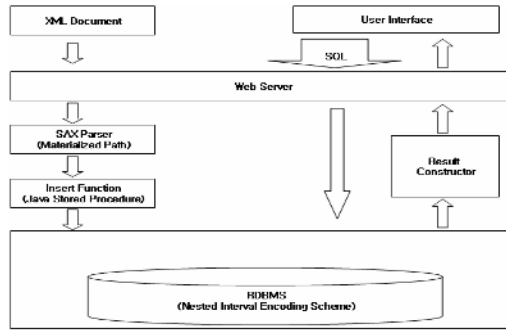 XML Document
User Interface
SQL
Web Server
SAX Parser
(Materialized Path)
Result
Constructor
Insert Function
(Java Stored Procedure)
RDBMS
(Nested Interval Encoding Scheme)